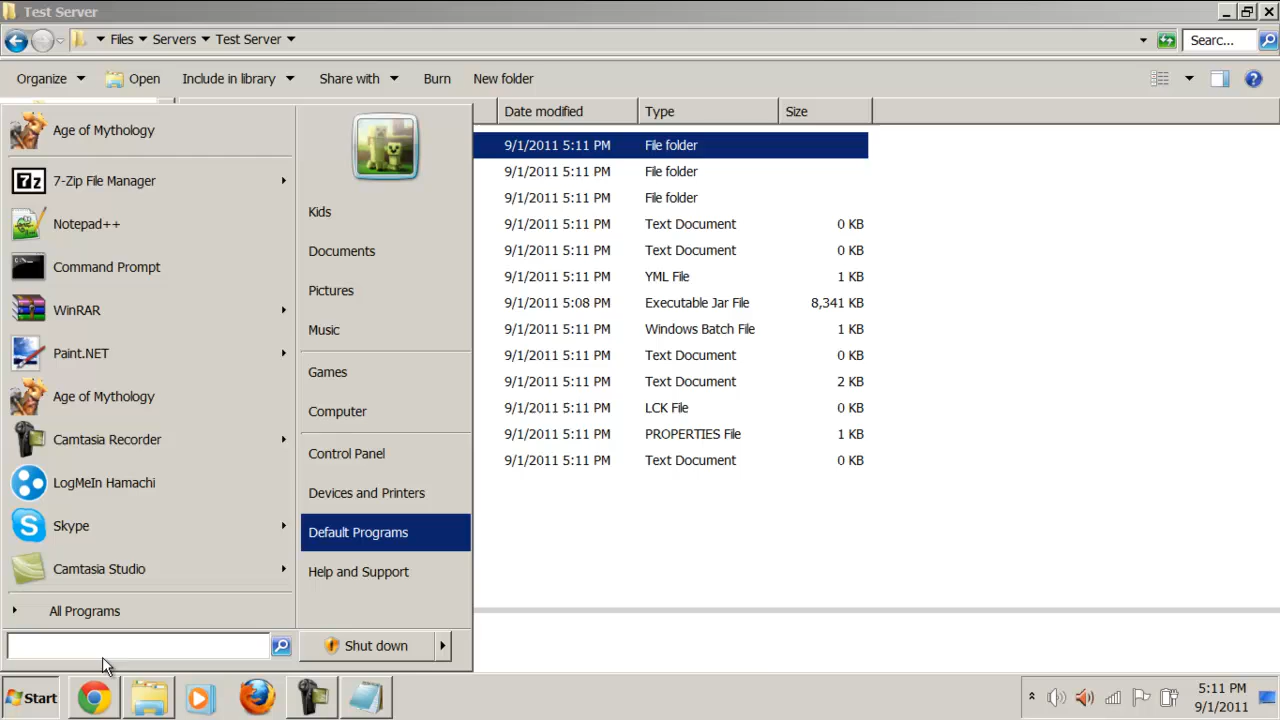 Test Server
Files Servers Test Server
Searc...
Organize Open Include in library Share with Burn New folder
Date modified Type Size
9/1/2011 5:11 PM File folder
9/1/2011 5:11 PM File folder
9/1/2011 5:11 PM File folder
9/1/2011 5:11 PM Text Document 0 KB
9/1/2011 5:11 PM Text Document 0 KB
9/1/2011 5:11 PM YML File 1 KB
9/1/2011 5:08 PM Executable Jar File 8,341 KB
9/1/2011 5:11 PM Windows Batch File 1 KB
9/1/2011 5:11 PM Text Document 0 KB
9/1/2011 5:11 PM Text Document 2 KB
9/1/2011 5:11 PM LCK File 0 KB
9/1/2011 5:11 PM PROPERTIES File 1 KB
9/1/2011 5:11 PM Text Document 0 KB
Age of Mythology
7z 7-Zip File Manager
Notepad++
Command Prompt
WinRAR
Paint.NET
Age of Mythology
Camtasia Recorder
LogMeIn Hamachi
Skype
Camtasia Studio
All Programs
Kids
Documents
Pictures
Music
Games
Computer
Control Panel
Devices and Printers
Default Programs
Help and Support
Shut down
Start
5:11 PM
9/1/2011